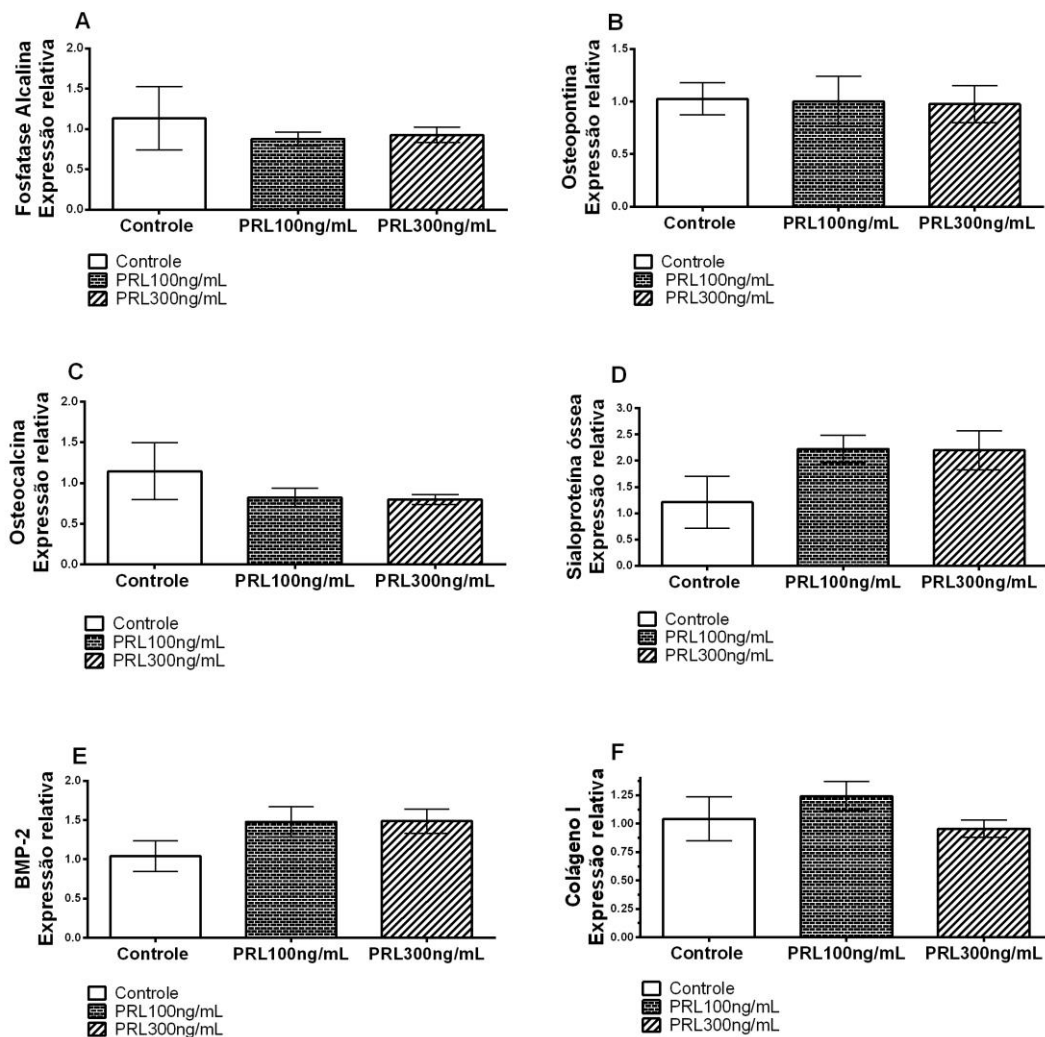 A
Fosfatase Alcalina
Expressão relativa
2.0
1.5
1.0
0.5
0.0
Controle PRL100ng/mL PRL300ng/mL
Controle
PRL100ng/mL
PRL300ng/mL
B
Osteopontina
Expressão relativa
1.5
1.0
0.5
0.0
Controle PRL100ng/mL PRL300ng/mL
Controle
PRL100ng/mL
PRL300ng/mL
C
Osteocalcina
Expressão relativa
2.0
1.5
1.0
0.5
0.0
Controle PRL100ng/mL PRL300ng/mL
Controle
PRL100ng/mL
PRL300ng/mL
D
Sialoproteína óssea
Expressão relativa
3.0
2.5
2.0
1.5
1.0
0.5
0.0
Controle PRL100ng/mL PRL300ng/mL
Controle
PRL100ng/mL
PRL300ng/mL
E
BMP-2
Expressão relativa
2.0
1.5
1.0
0.5
0.0
Controle PRL100ng/mL PRL300ng/mL
Controle
PRL100ng/mL
PRL300ng/mL
F
Colágeno I
Expressão relativa
1.25
1.00
0.75
0.50
0.25
0.00
Controle PRL100ng/mL PRL300ng/mL
Controle
PRL100ng/mL
PRL300ng/mL